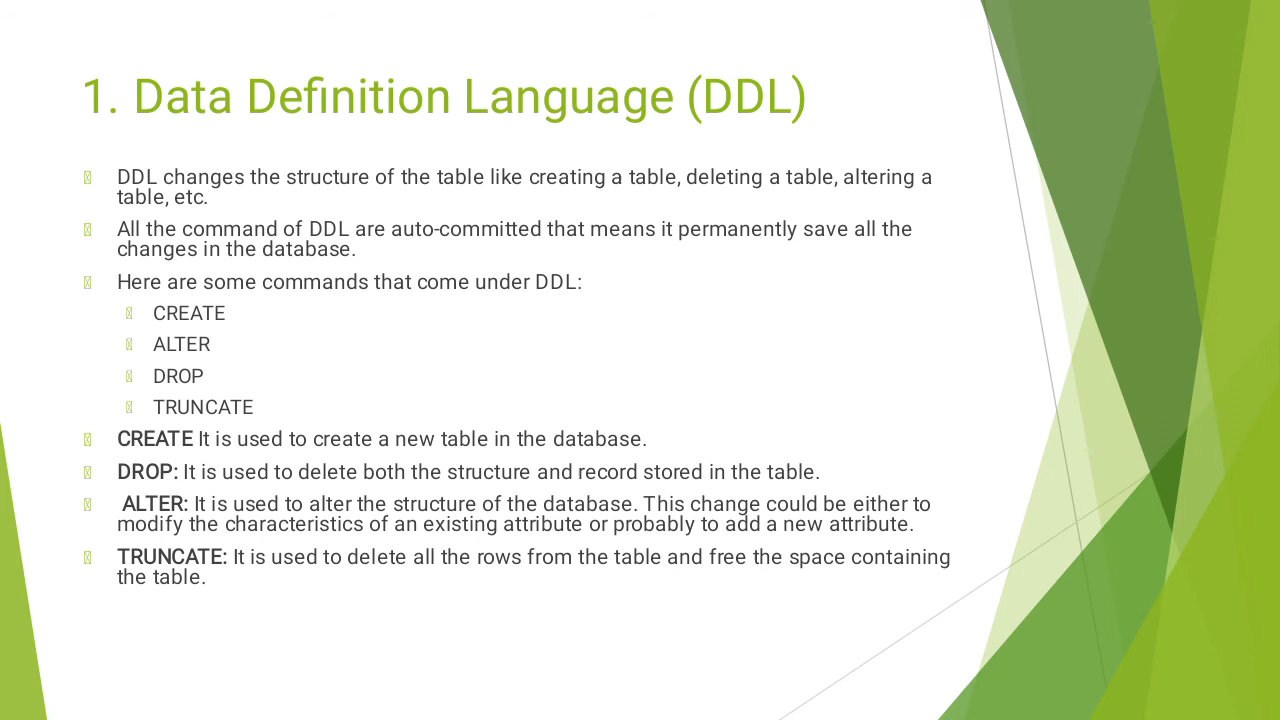 1. Data Definition Language (DDL)
DDL changes the structure of the table like creating a table, deleting a table, altering a
table, etc.
All the command of DDL are auto-committed that means it permanently save all the
changes in the database.
Here are some commands that come under DDL:
CREATE
ALTER
DROP
TRUNCATE
CREATE It is used to create a new table in the database.
DROP: It is used to delete both the structure and record stored in the table.
ALTER: It is used to alter the structure of the database. This change could be either to
modify the characteristics of an existing attribute or probably to add a new attribute.
TRUNCATE: It is used to delete all the rows from the table and free the space containing
the table.